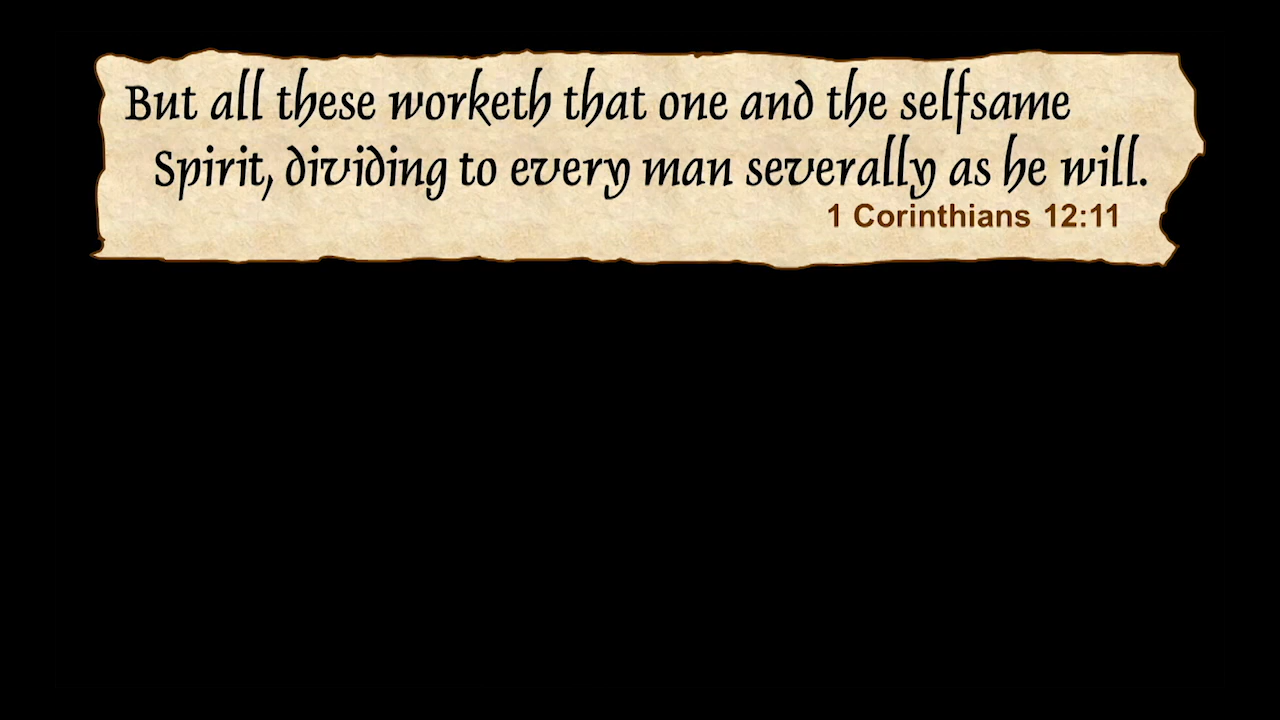 But all these worketh that one and the selfsame
Spirit, dividing to every man severally as he will.
1 Corinthians 12:11